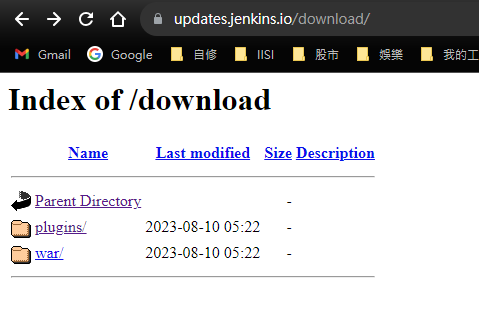 updates.jenkins.io/download/
Gmail Google 自修 IISI 股市 娛樂 我的工
Index of /download
Name Last modified Size Description
Parent Directory -
plugins/ 2023-08-10 05:22 -
war/ 2023-08-10 05:22 -